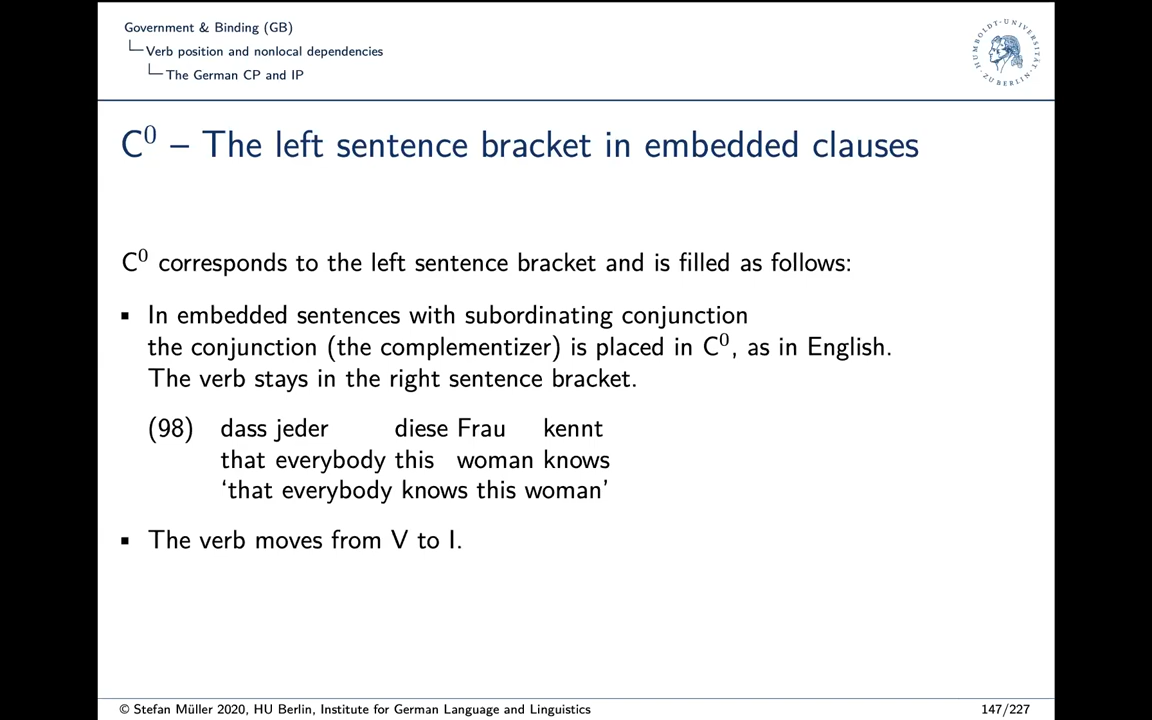 Government & Binding (GB)
Verb position and nonlocal dependencies
The German CP and IP
HUMBOLDT-UNIVERSITÄT ZU BERLIN
C⁰ – The left sentence bracket in embedded clauses
C⁰ corresponds to the left sentence bracket and is filled as follows:
▪ In embedded sentences with subordinating conjunction
the conjunction (the complementizer) is placed in C⁰, as in English.
The verb stays in the right sentence bracket.
(98) dass jeder diese Frau kennt
that everybody this woman knows
‘that everybody knows this woman’
▪ The verb moves from V to I.
© Stefan Müller 2020, HU Berlin, Institute for German Language and Linguistics 147/227